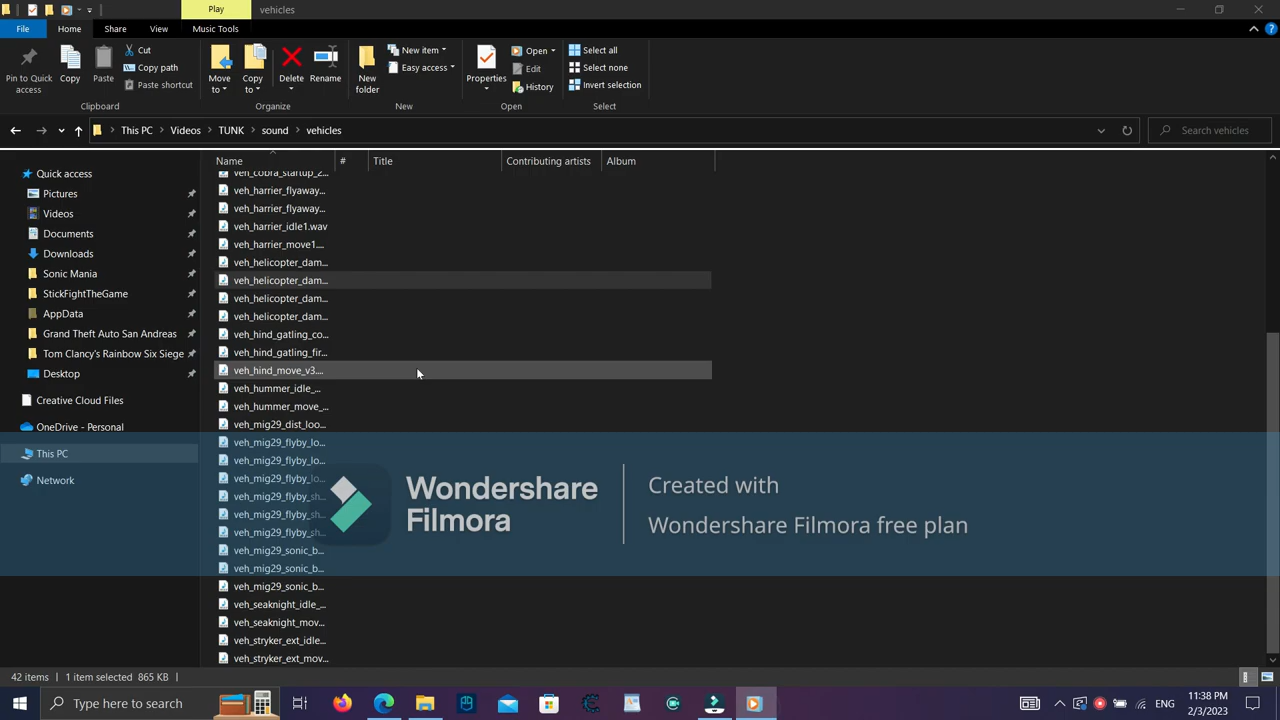 Play
vehicles
File
Home
Share
View
Music Tools
Pin to Quick access
Copy
Paste
Cut
Copy path
Paste shortcut
Move to
Copy to
Delete
Rename
New folder
New item
Easy access
Properties
Open
Edit
History
Select all
Select none
Invert selection
Clipboard
Organize
New
Open
Select
This PC
Videos
TUNK
sound
vehicles
Search vehicles
Name
#
Title
Contributing artists
Album
Quick access
Pictures
Videos
Documents
Downloads
Sonic Mania
StickFightTheGame
AppData
Grand Theft Auto San Andreas
Tom Clancy's Rainbow Six Siege
Desktop
Creative Cloud Files
OneDrive - Personal
This PC
Network
veh_cobra_startup_2...
veh_harrier_flyaway...
veh_harrier_flyaway...
veh_harrier_idle1.wav
veh_harrier_move1....
veh_helicopter_dam...
veh_helicopter_dam...
veh_helicopter_dam...
veh_helicopter_dam...
veh_hind_gatling_co...
veh_hind_gatling_fir...
veh_hind_move_v3....
veh_hummer_idle_...
veh_hummer_move_...
veh_mig29_dist_loo...
veh_mig29_flyby_lo...
veh_mig29_flyby_lo...
veh_mig29_flyby_lo...
veh_mig29_flyby_sh...
veh_mig29_flyby_sh...
veh_mig29_flyby_sh...
veh_mig29_sonic_b...
veh_mig29_sonic_b...
veh_mig29_sonic_b...
veh_seaknight_idle_...
veh_seaknight_mov...
veh_stryker_ext_idle...
veh_stryker_ext_mov...
Wondershare
Filmora
Created with
Wondershare Filmora free plan
42 items
1 item selected 865 KB
Type here to search
ENG
11:38 PM
2/3/2023